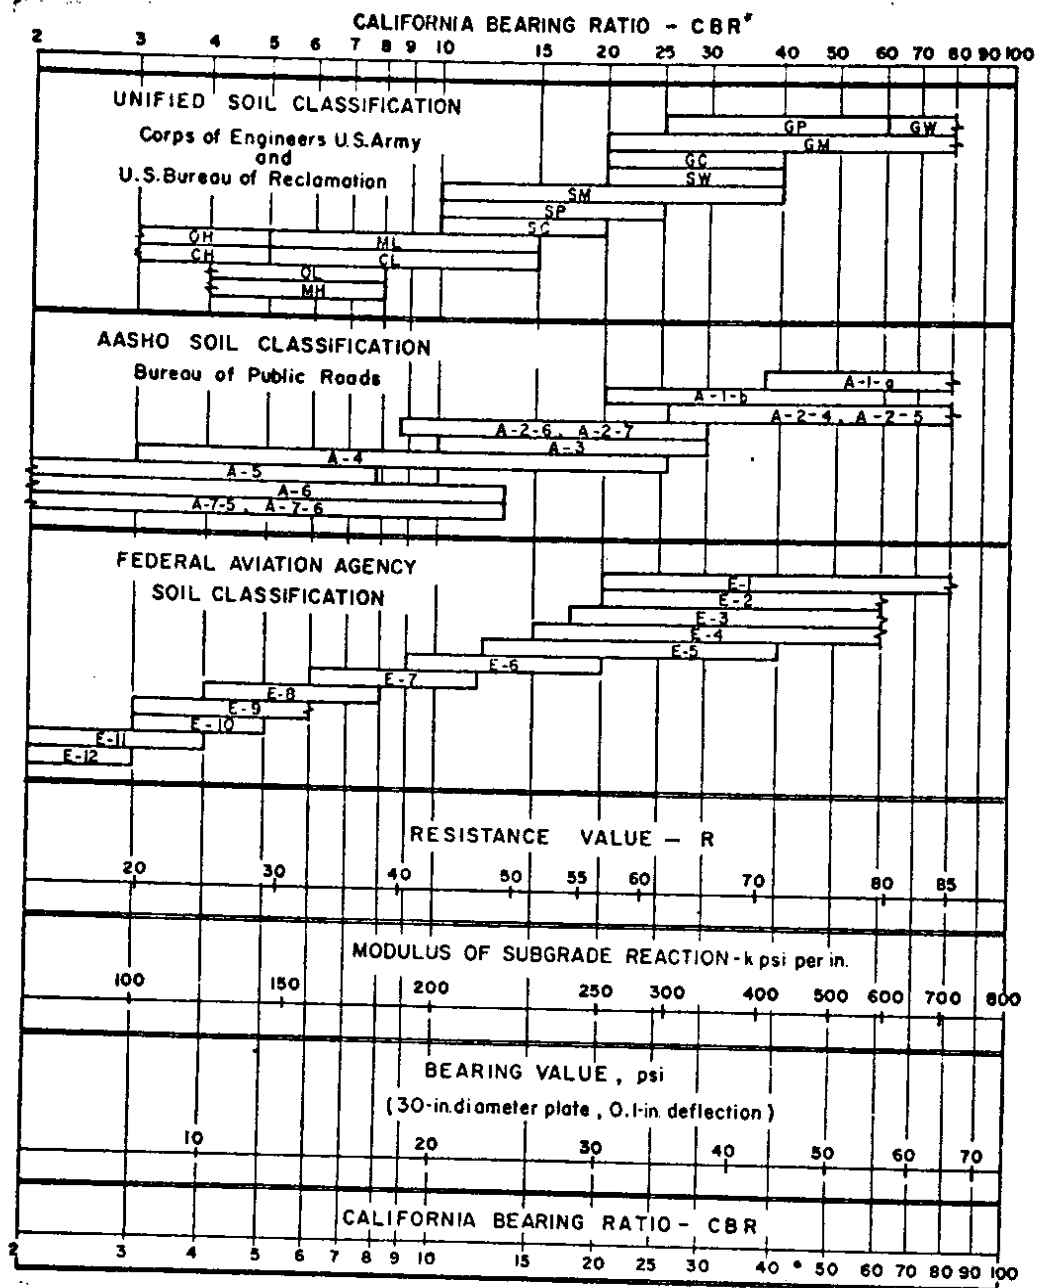 CALIFORNIA BEARING RATIO - CBR*
2 3 4 5 6 7 8 9 10 15 20 25 30 40 50 60 70 80 90 100
UNIFIED SOIL CLASSIFICATION
Corps of Engineers U.S. Army
and
U.S. Bureau of Reclamation
GP GW
GM
GC
SW
SM
SP
SC
OH ML
CH CL
OL
MH
AASHO SOIL CLASSIFICATION
Bureau of Public Roads
A-1-a
A-1-b
A-2-4, A-2-5
A-2-6, A-2-7
A-3
A-4
A-5
A-6
A-7-5, A-7-6
FEDERAL AVIATION AGENCY
SOIL CLASSIFICATION
E-1
E-2
E-3
E-4
E-5
E-6
E-7
E-8
E-9
E-10
E-11
E-12
RESISTANCE VALUE - R
20 30 40 50 55 60 70 80 85
MODULUS OF SUBGRADE REACTION - k psi per in.
100 150 200 250 300 400 500 600 700 800
BEARING VALUE, psi
(30-in. diameter plate, 0.1-in. deflection)
10 20 30 40 50 60 70
CALIFORNIA BEARING RATIO - CBR
2 3 4 5 6 7 8 9 10 15 20 25 30 40 50 60 70 80 90 100